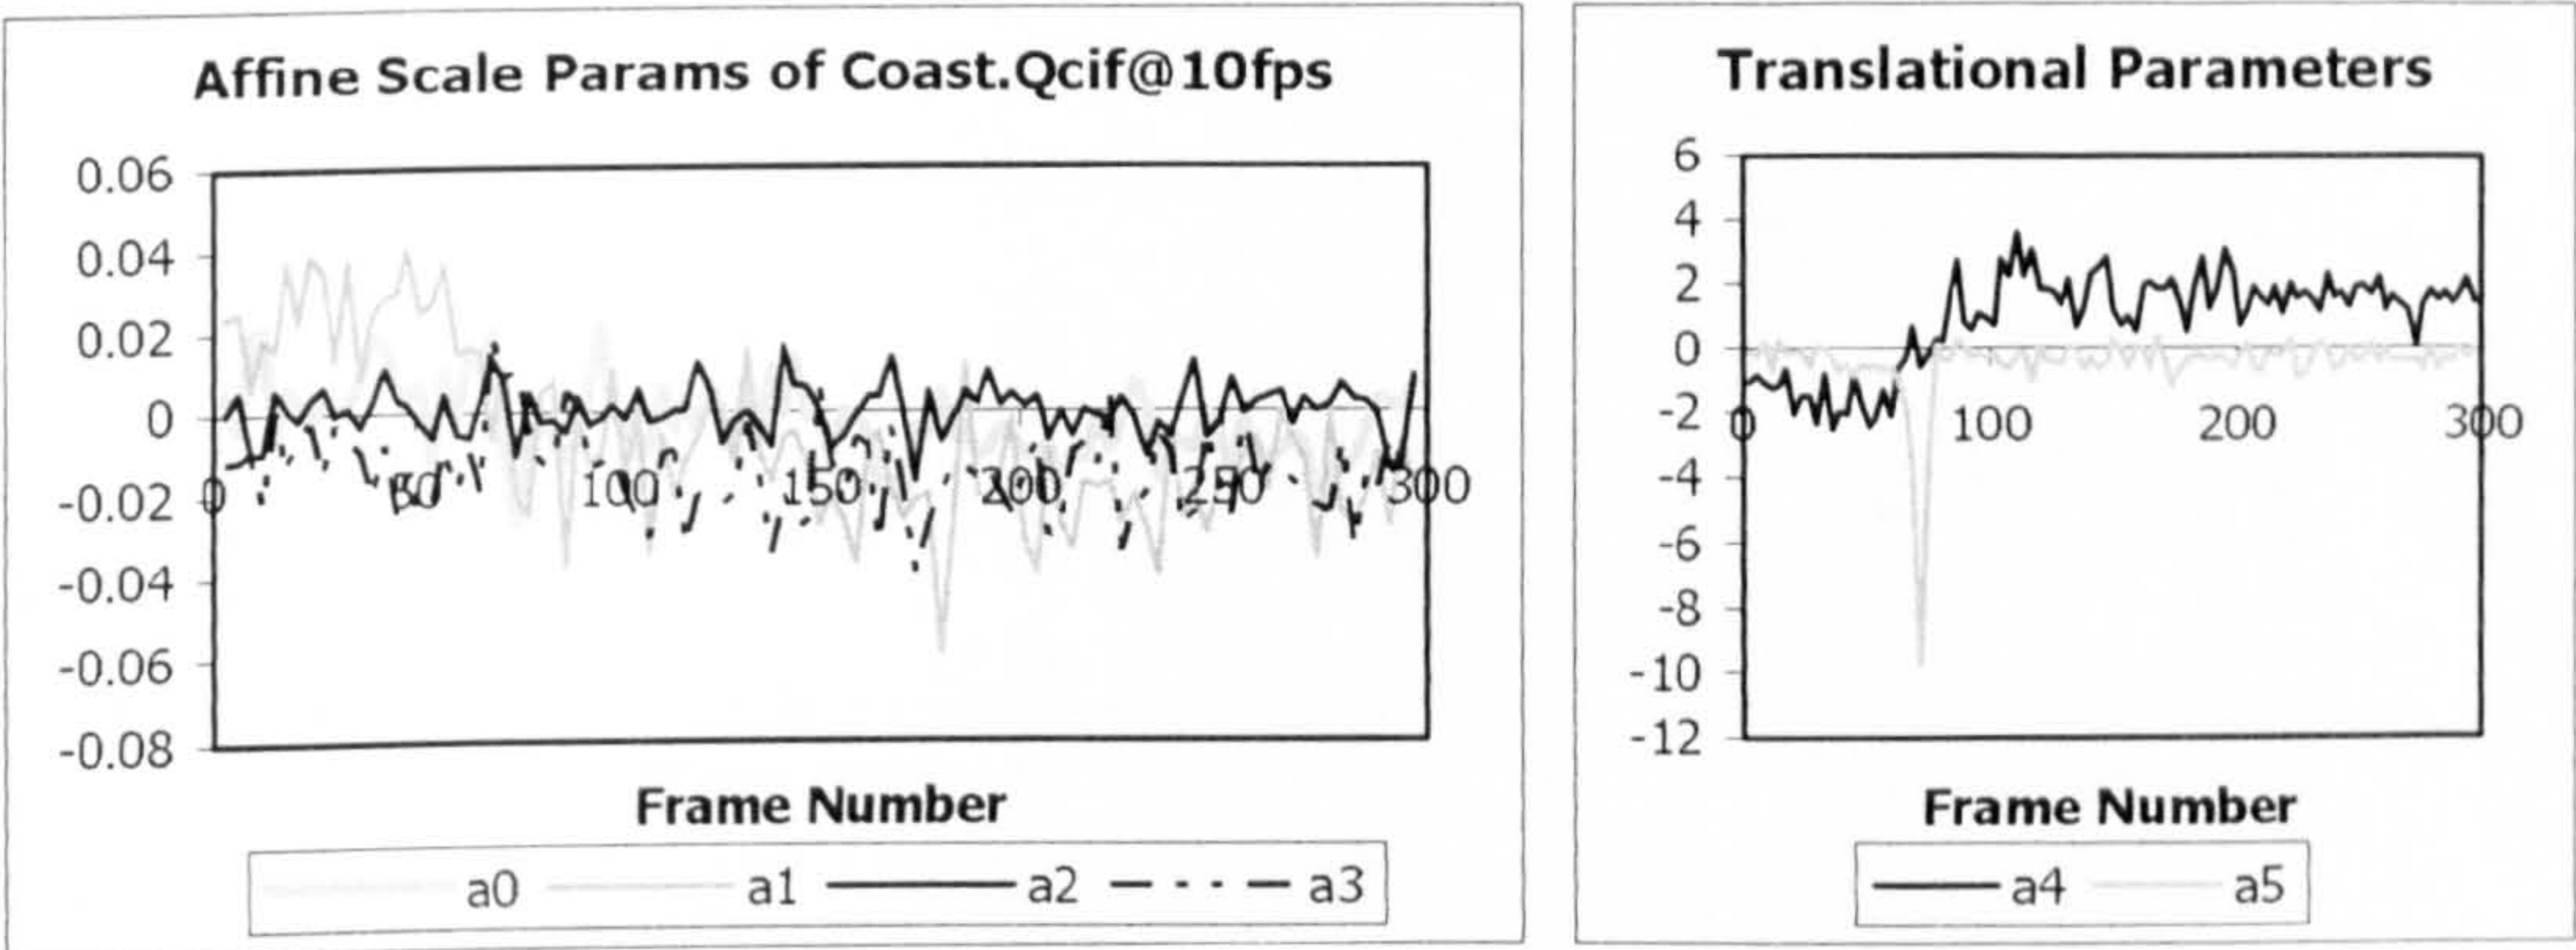 Affine Scale Params of Coast.Qcif@10fps
0.06
0.04
0.02
0
-0.02
-0.04
-0.06
-0.08
0 50 100 150 200 250 300
Frame Number
a0 a1 a2 a3
Translational Parameters
6
4
2
0
-2
-4
-6
-8
-10
-12
0 100 200 300
Frame Number
a4 a5